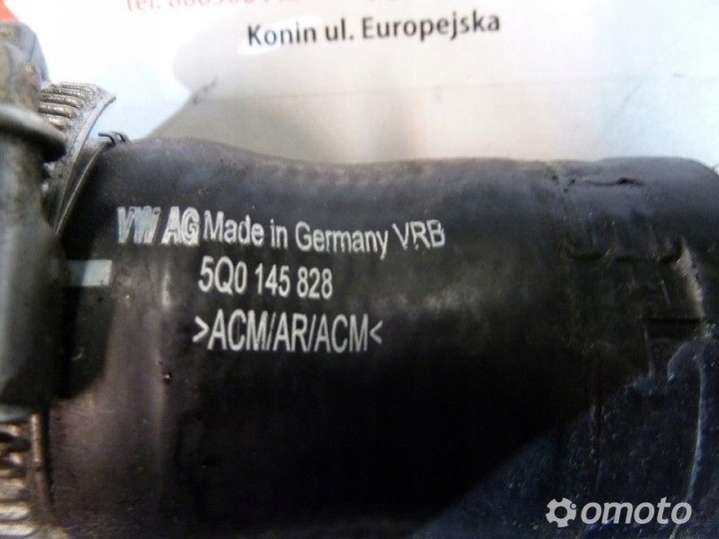 Konin ul. Europejska
VW AG Made in Germany VRB
5Q0 145 828
>ACM/AR/ACM<
omoto